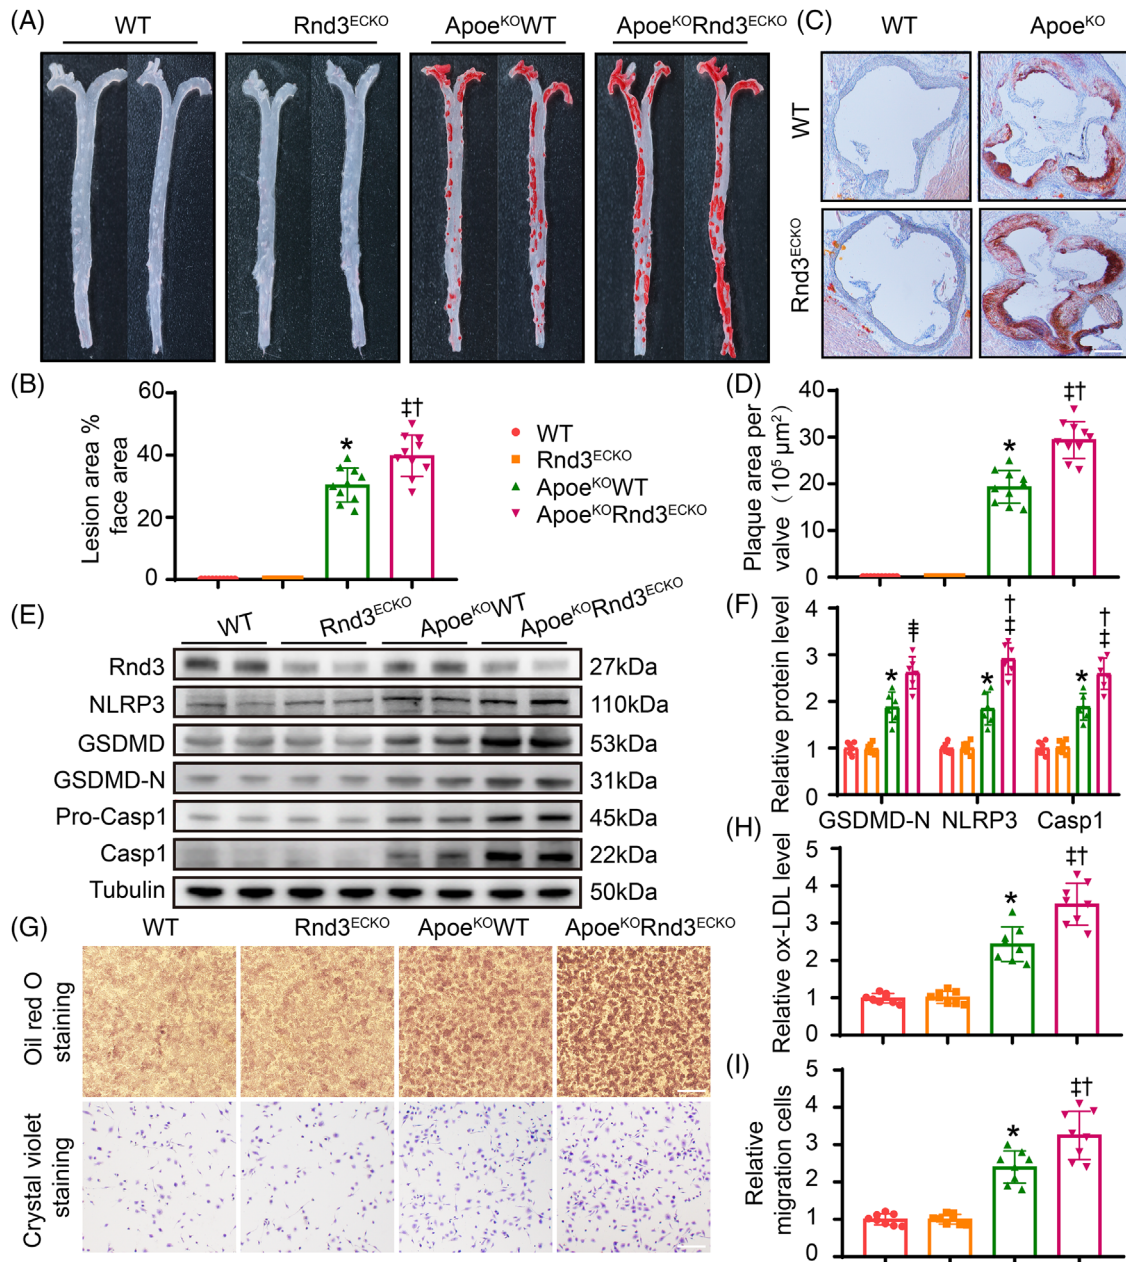 (A)
WT
Rnd3ᴱᶜᴷᴼ
ApoeᴷᴼWT
ApoeᴷᴼRnd3ᴱᶜᴷᴼ
(C)
WT
Apoeᴷᴼ
WT
Rnd3ᴱᶜᴷᴼ
(B)
Lesion area %
face area
60
40
20
0
*
‡†
WT
Rnd3ᴱᶜᴷᴼ
ApoeᴷᴼWT
ApoeᴷᴼRnd3ᴱᶜᴷᴼ
(D)
Plaque area per
valve (10⁵ µm²)
40
30
20
10
0
*
‡†
(E)
WT
Rnd3ᴱᶜᴷᴼ
ApoeᴷᴼWT
ApoeᴷᴼRnd3ᴱᶜᴷᴼ
Rnd3 27kDa
NLRP3 110kDa
GSDMD 53kDa
GSDMD-N 31kDa
Pro-Casp1 45kDa
Casp1 22kDa
Tubulin 50kDa
(F)
Relative protein level
4
3
2
1
0
*
‡
*
†
‡
*
†
‡
GSDMD-N NLRP3 Casp1
(G)
WT
Rnd3ᴱᶜᴷᴼ
ApoeᴷᴼWT
ApoeᴷᴼRnd3ᴱᶜᴷᴼ
Oil red O
staining
Crystal violet
staining
(H)
Relative ox-LDL level
5
4
3
2
1
0
*
‡†
(I)
Relative
migration cells
5
4
3
2
1
0
*
‡†